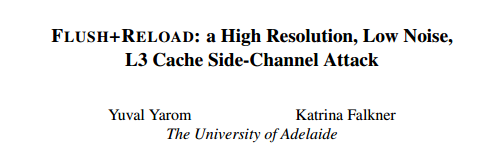 FLUSH+RELOAD: a High Resolution, Low Noise,
L3 Cache Side-Channel Attack
Yuval Yarom Katrina Falkner
The University of Adelaide